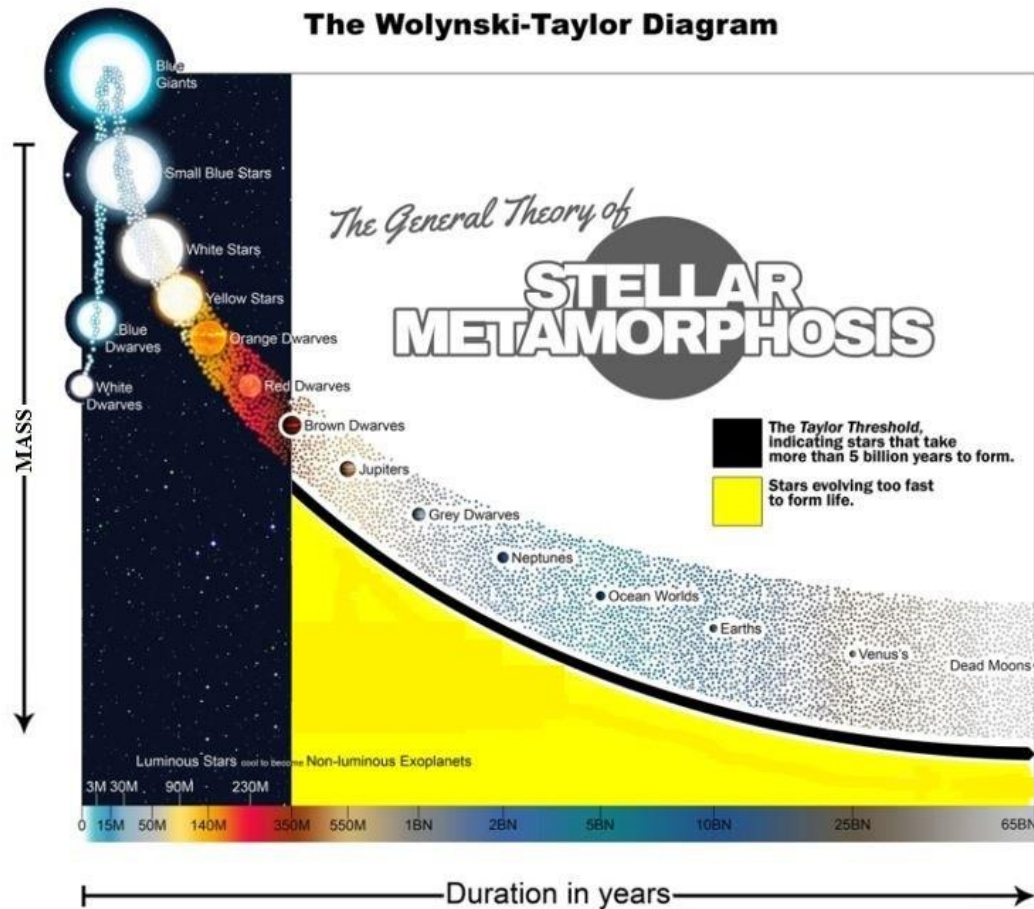 The Wolynski-Taylor Diagram
Blue
Giants
Small Blue Stars
White Stars
Yellow Stars
Blue
Dwarves
Orange Dwarves
White
Dwarves
Red Dwarves
Brown Dwarves
Jupiters
Grey Dwarves
Neptunes
Ocean Worlds
Earths
Venus's
Dead Moons
The General Theory of
STELLAR
METAMORPHOSIS
The Taylor Threshold,
indicating stars that take
more than 5 billion years to form.
Stars evolving too fast
to form life.
MASS
Luminous Stars cool to become Non-luminous Exoplanets
3M 30M 90M 230M
0 15M 50M 140M 350M 550M 1BN 2BN 5BN 10BN 25BN 65BN
Duration in years